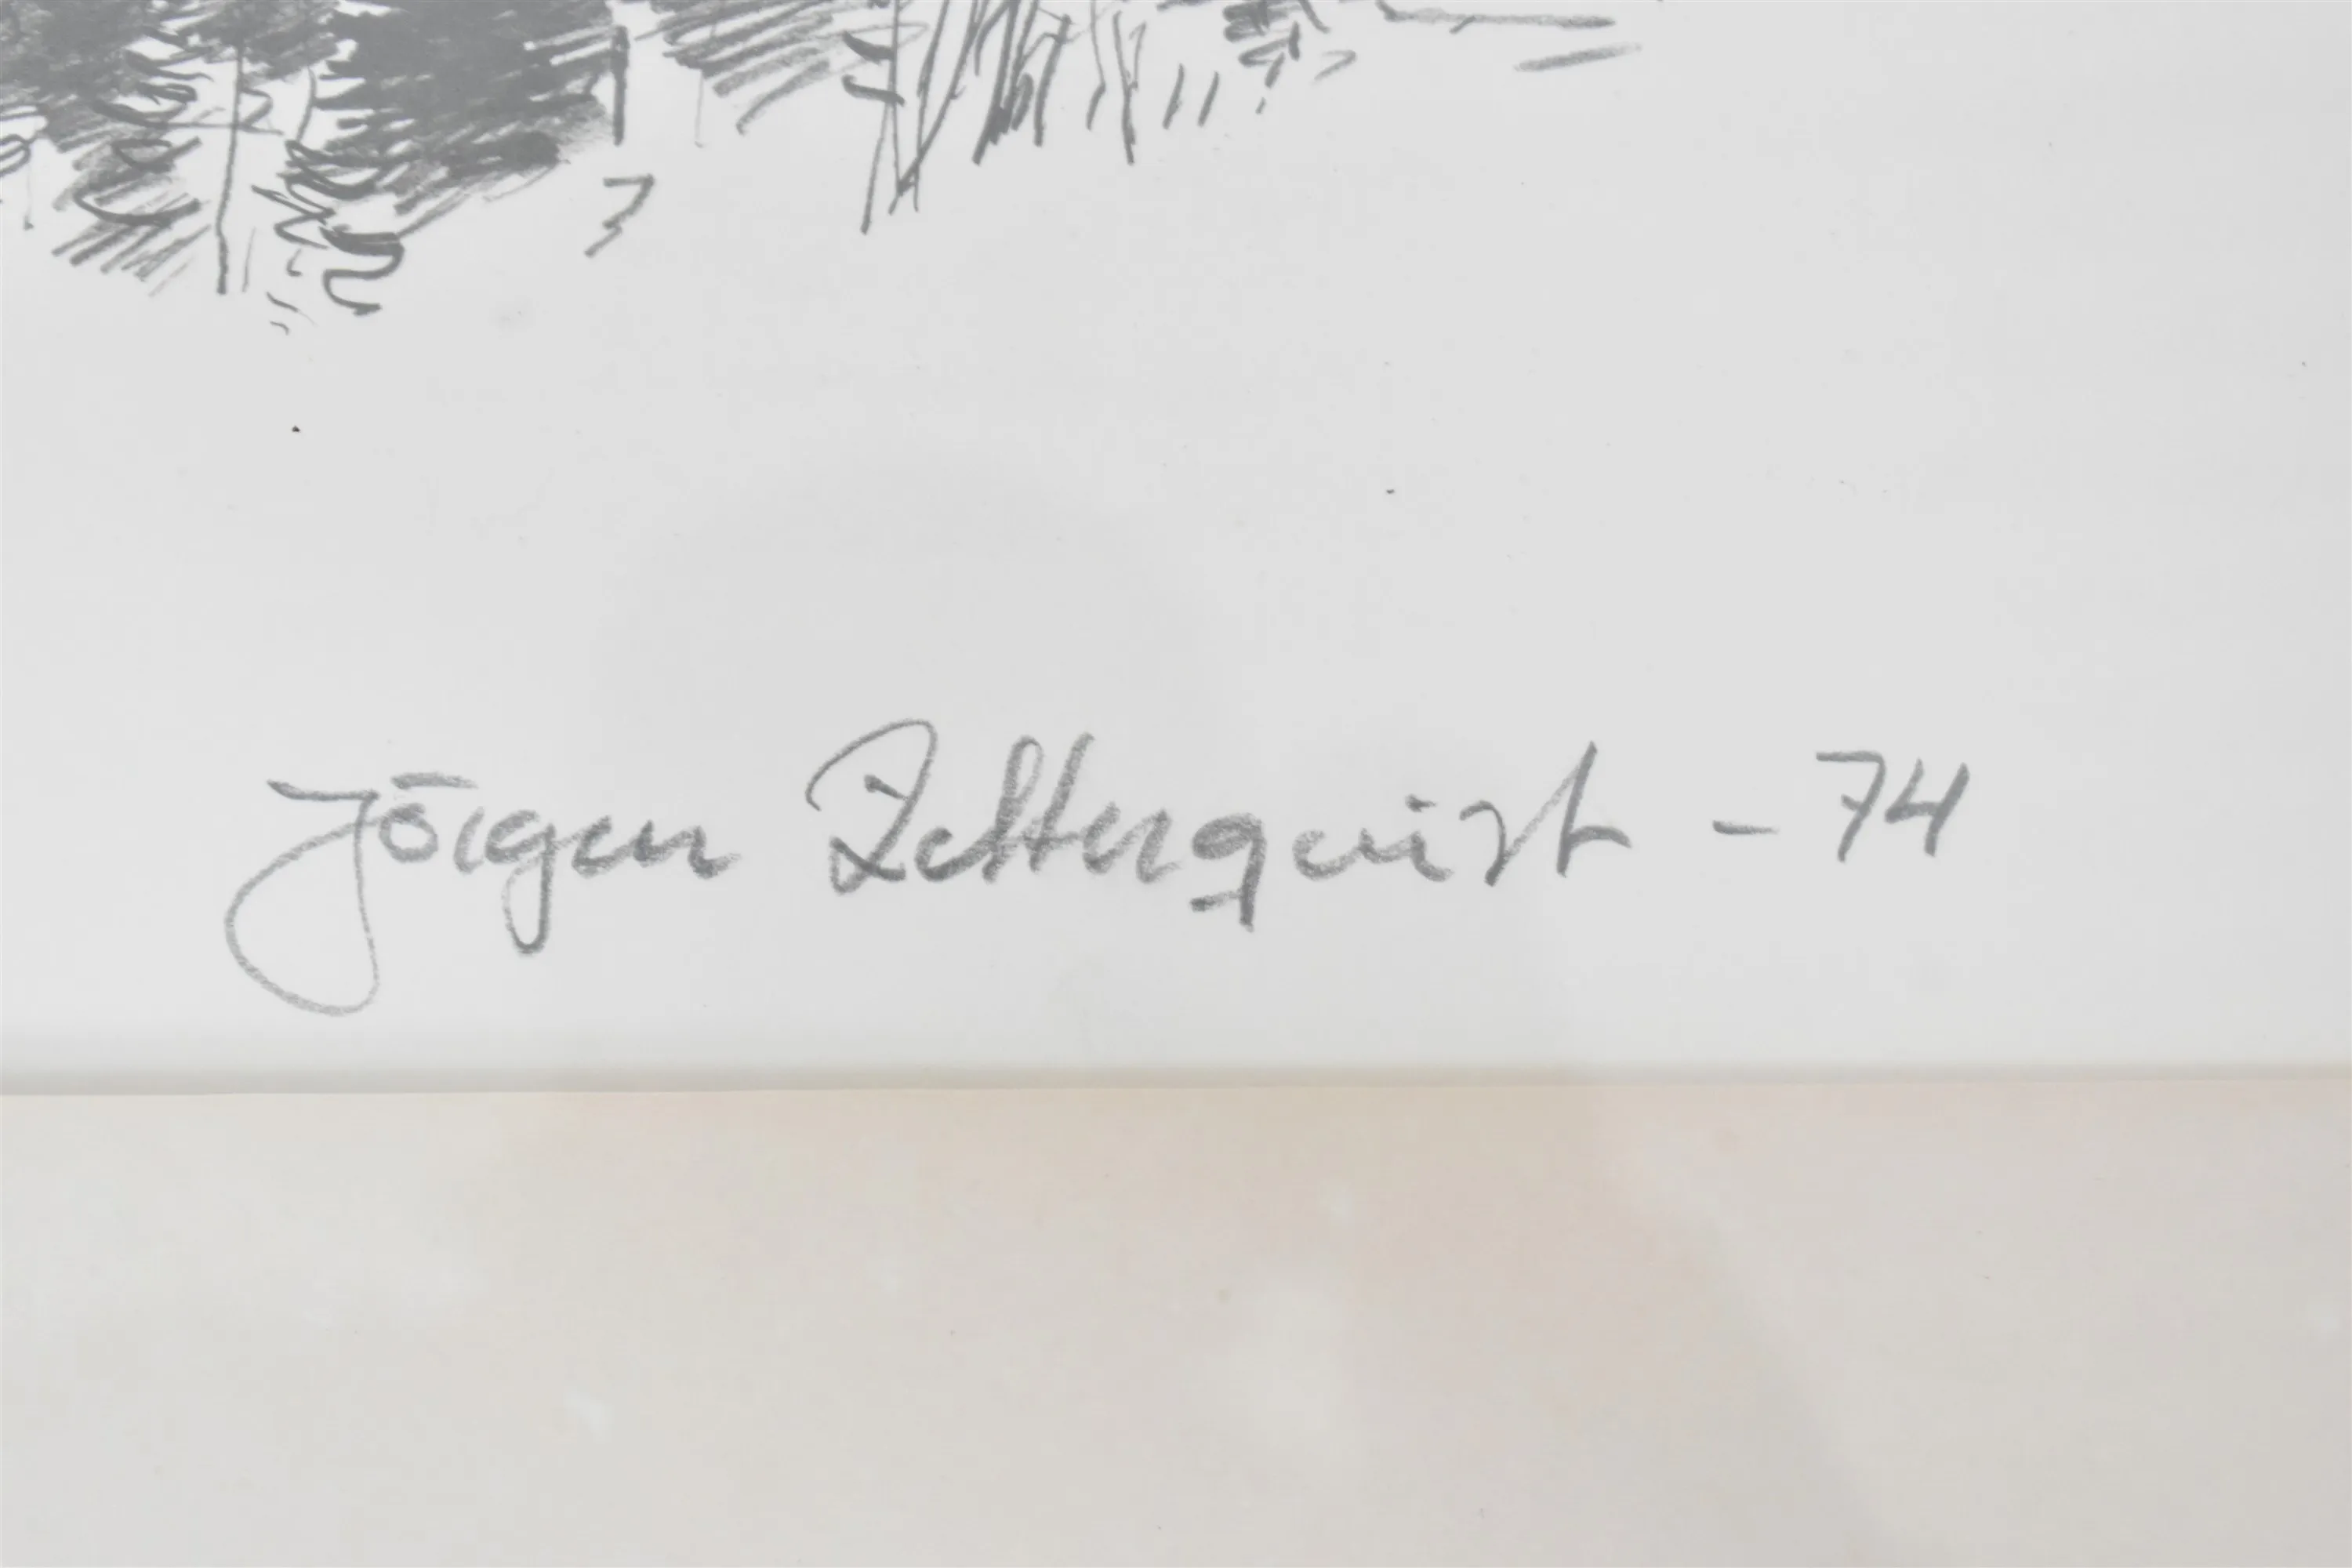 Jörgen Zetterquist - 74